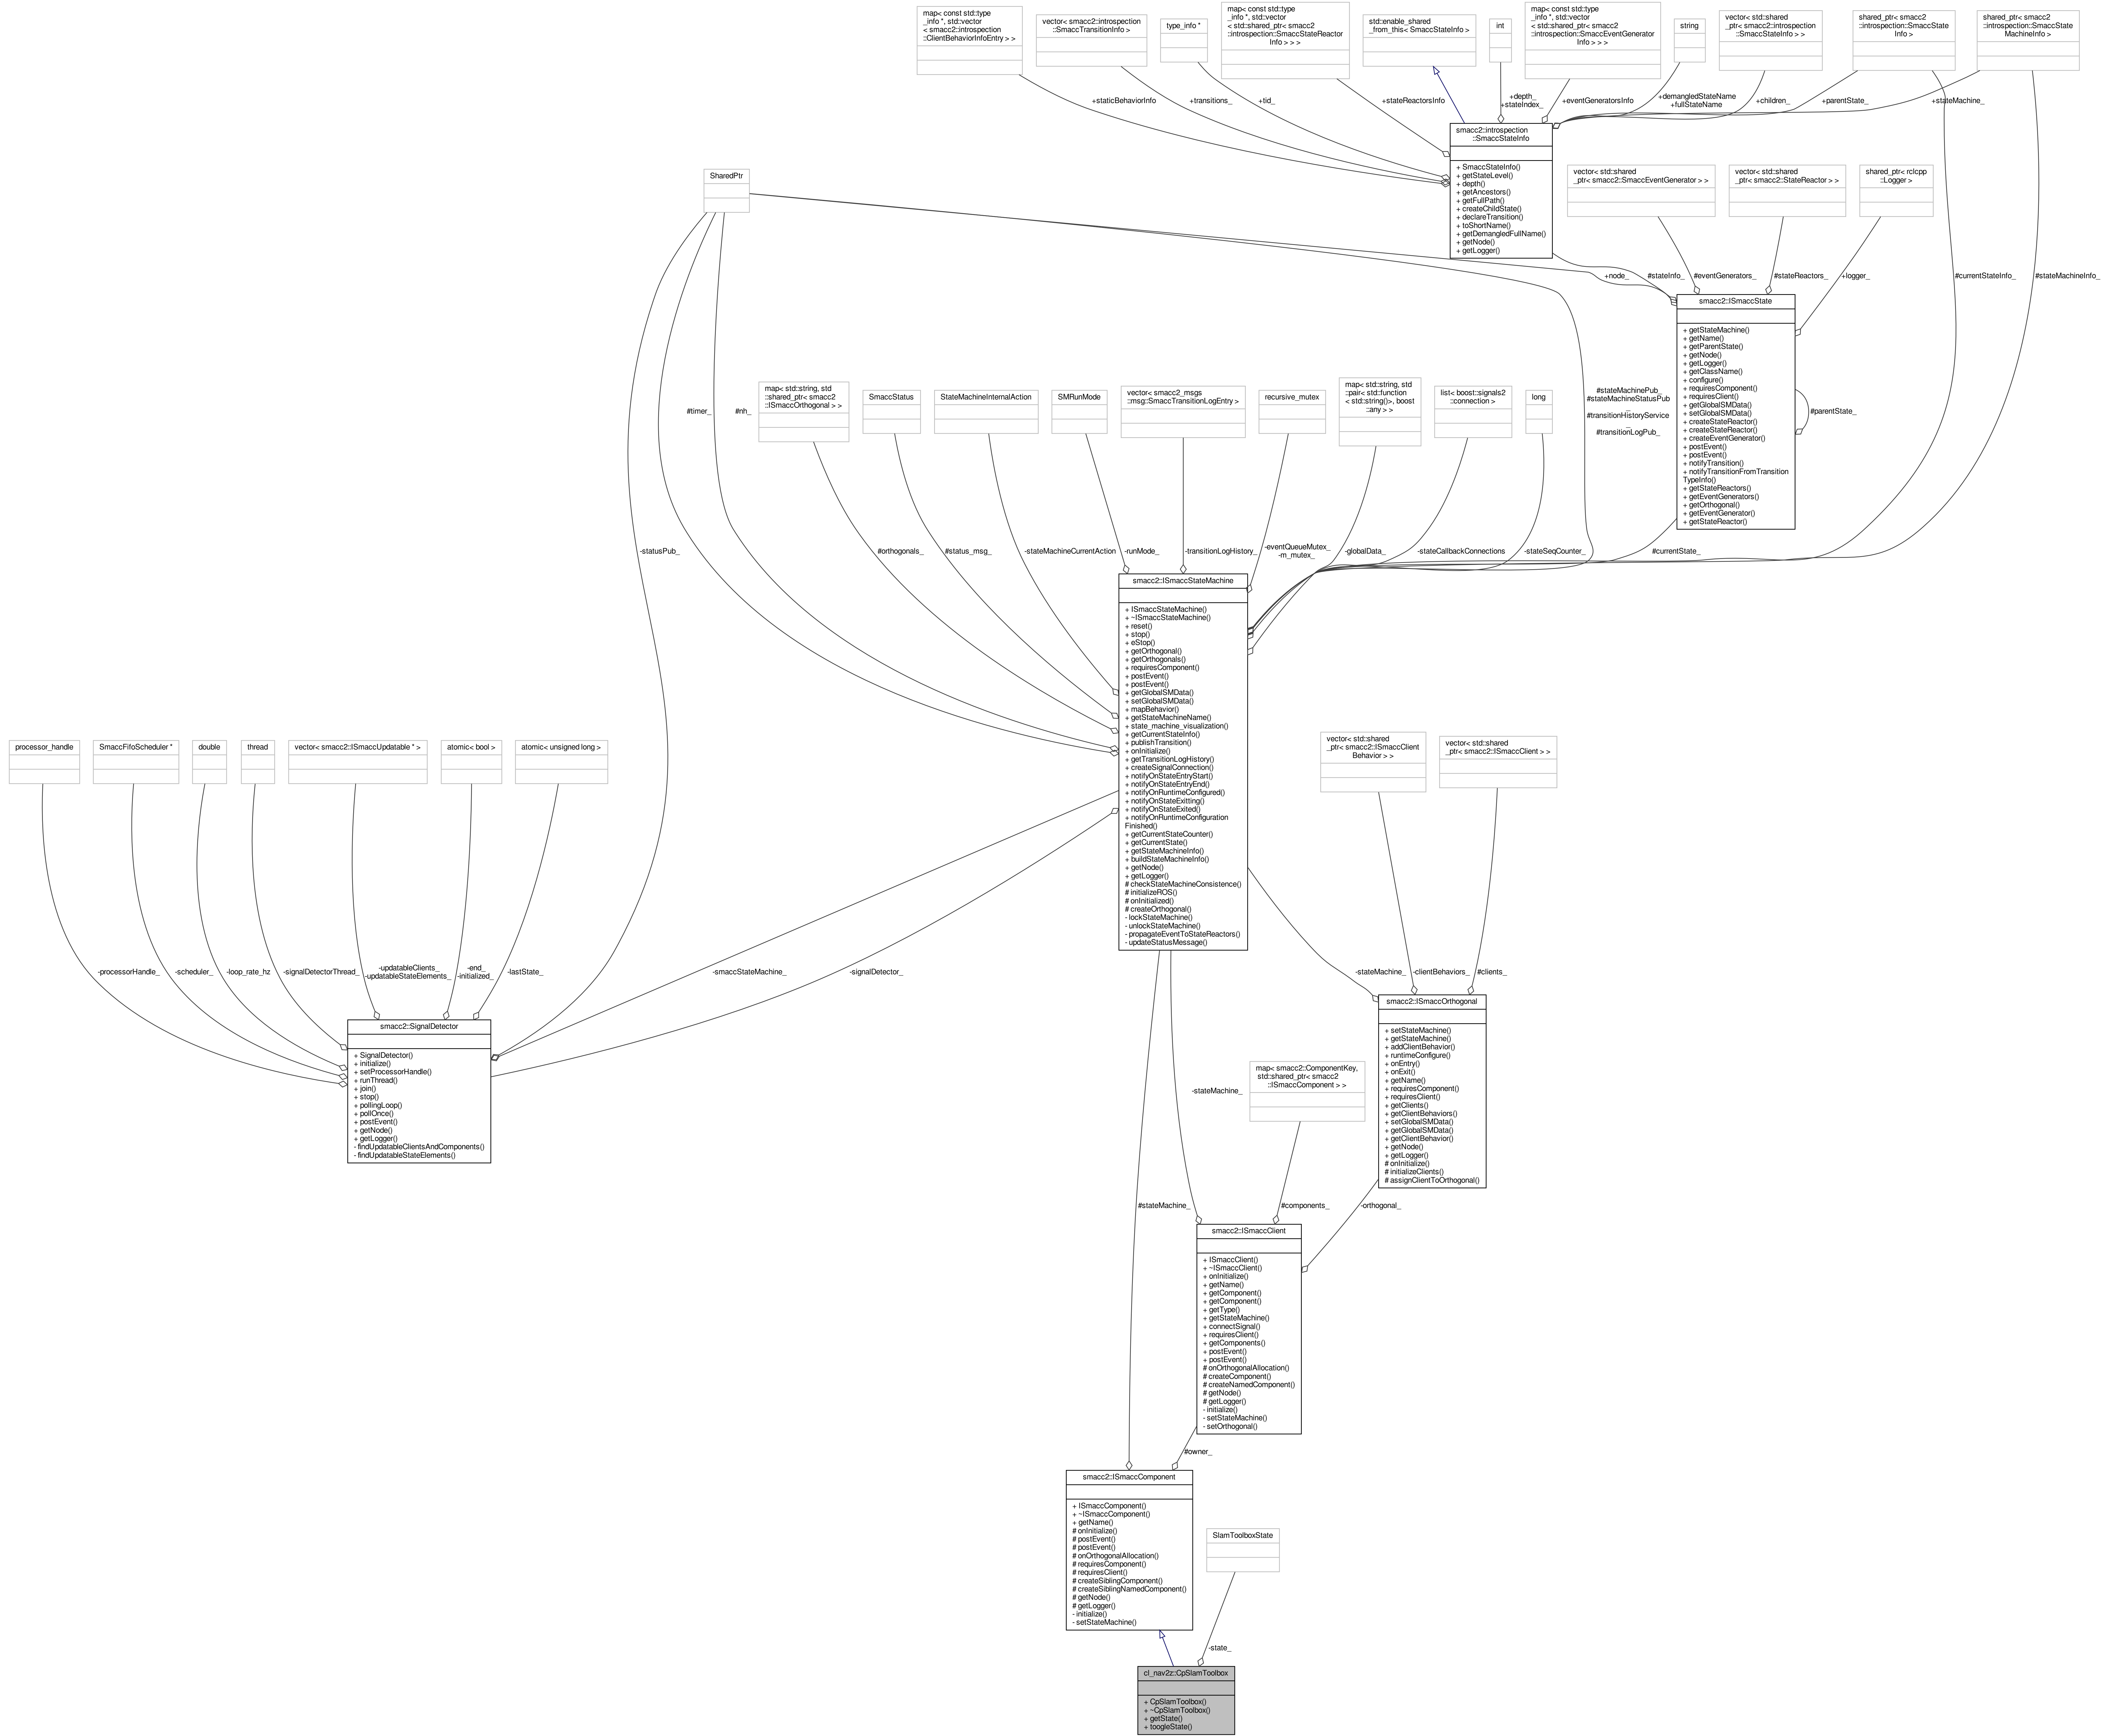 map< const std::type
_info *, std::vector
< smacc2::introspection
::ClientBehaviorInfoEntry > >
vector< smacc2::introspection
::SmaccTransitionInfo >
type_info *
map< const std::type
_info *, std::vector
< std::shared_ptr< smacc2
::introspection::SmaccStateReactor
Info > > >
std::enable_shared
_from_this< SmaccStateInfo >
int
map< const std::type
_info *, std::vector
< std::shared_ptr< smacc2
::introspection::SmaccEventGenerator
Info > > >
string
vector< std::shared
_ptr< smacc2::introspection
::SmaccStateInfo > >
shared_ptr< smacc2
::introspection::SmaccState
Info >
shared_ptr< smacc2
::introspection::SmaccState
MachineInfo >
+staticBehaviorInfo
+transitions_
+tid_
+stateReactorsInfo
+depth_
+stateIndex_
+eventGeneratorsInfo
+demangledStateName
+fullStateName
+children_
+parentState_
+stateMachine_
smacc2::introspection
::SmaccStateInfo
+ SmaccStateInfo()
+ getStateLevel()
+ depth()
+ getAncestors()
+ getFullPath()
+ createChildState()
+ declareTransition()
+ toShortName()
+ getDemangledFullName()
+ getNode()
+ getLogger()
SharedPtr
vector< std::shared
_ptr< smacc2::SmaccEventGenerator > >
vector< std::shared
_ptr< smacc2::StateReactor > >
shared_ptr< rclcpp
::Logger >
+node_
#stateInfo_
#eventGenerators_
#stateReactors_
+logger_
#currentStateInfo_
#stateMachineInfo_
smacc2::ISmaccState
+ getStateMachine()
+ getName()
+ getParentState()
+ getNode()
+ getLogger()
+ getClassName()
+ configure()
+ requiresComponent()
+ requiresClient()
+ getGlobalSMData()
+ setGlobalSMData()
+ createStateReactor()
+ createStateReactor()
+ createEventGenerator()
+ postEvent()
+ postEvent()
+ notifyTransition()
+ notifyTransitionFromTransition
TypeInfo()
+ getStateReactors()
+ getEventGenerators()
+ getOrthogonal()
+ getEventGenerator()
+ getStateReactor()
#parentState_
#timer_
#nh_
map< std::string, std
::shared_ptr< smacc2
::ISmaccOrthogonal > >
SmaccStatus
StateMachineInternalAction
SMRunMode
vector< smacc2_msgs
::msg::SmaccTransitionLogEntry >
recursive_mutex
map< std::string, std
::pair< std::function
< std::string()>, boost
::any > >
list< boost::signals2
::connection >
long
#stateMachinePub_
#stateMachineStatusPub
_
#transitionHistoryService
_
#transitionLogPub_
-statusPub_
#orthogonals_
#status_msg_
-stateMachineCurrentAction
-runMode_
-transitionLogHistory_
-eventQueueMutex_
-m_mutex_
-globalData_
-stateCallbackConnections
-stateSeqCounter_
#currentState_
smacc2::ISmaccStateMachine
+ ISmaccStateMachine()
+ ~ISmaccStateMachine()
+ reset()
+ stop()
+ eStop()
+ getOrthogonal()
+ getOrthogonals()
+ requiresComponent()
+ postEvent()
+ postEvent()
+ getGlobalSMData()
+ setGlobalSMData()
+ mapBehavior()
+ getStateMachineName()
+ state_machine_visualization()
+ getCurrentStateInfo()
+ publishTransition()
+ onInitialize()
+ getTransitionLogHistory()
+ createSignalConnection()
+ notifyOnStateEntryStart()
+ notifyOnStateEntryEnd()
+ notifyOnRuntimeConfigured()
+ notifyOnStateExitting()
+ notifyOnStateExited()
+ notifyOnRuntimeConfiguration
Finished()
+ getCurrentStateCounter()
+ getCurrentState()
+ getStateMachineInfo()
+ buildStateMachineInfo()
+ getNode()
+ getLogger()
# checkStateMachineConsistence()
# initializeROS()
# onInitialized()
# createOrthogonal()
- lockStateMachine()
- unlockStateMachine()
- propagateEventToStateReactors()
- updateStatusMessage()
processor_handle
SmaccFifoScheduler *
double
thread
vector< smacc2::ISmaccUpdatable * >
atomic< bool >
atomic< unsigned long >
vector< std::shared
_ptr< smacc2::ISmaccClient
Behavior > >
vector< std::shared
_ptr< smacc2::ISmaccClient > >
-processorHandle_
-scheduler_
-loop_rate_hz
-signalDetectorThread_
-updatableClients_
-updatableStateElements_
-end_
-initialized_
-lastState_
-smaccStateMachine_
-signalDetector_
-stateMachine_
-clientBehaviors_
#clients_
smacc2::SignalDetector
+ SignalDetector()
+ initialize()
+ setProcessorHandle()
+ runThread()
+ join()
+ stop()
+ pollingLoop()
+ pollOnce()
+ postEvent()
+ getNode()
+ getLogger()
- findUpdatableClientsAndComponents()
- findUpdatableStateElements()
smacc2::ISmaccOrthogonal
+ setStateMachine()
+ getStateMachine()
+ addClientBehavior()
+ runtimeConfigure()
+ onEntry()
+ onExit()
+ getName()
+ requiresComponent()
+ requiresClient()
+ getClients()
+ getClientBehaviors()
+ setGlobalSMData()
+ getGlobalSMData()
+ getClientBehavior()
+ getNode()
+ getLogger()
# onInitialize()
# initializeClients()
# assignClientToOrthogonal()
map< smacc2::ComponentKey,
std::shared_ptr< smacc2
::ISmaccComponent > >
-stateMachine_
#stateMachine_
#components_
-orthogonal_
smacc2::ISmaccClient
+ ISmaccClient()
+ ~ISmaccClient()
+ onInitialize()
+ getName()
+ getComponent()
+ getComponent()
+ getType()
+ getStateMachine()
+ connectSignal()
+ requiresClient()
+ getComponents()
+ postEvent()
+ postEvent()
# onOrthogonalAllocation()
# createComponent()
# createNamedComponent()
# getNode()
# getLogger()
- initialize()
- setStateMachine()
- setOrthogonal()
#owner_
smacc2::ISmaccComponent
+ ISmaccComponent()
+ ~ISmaccComponent()
+ getName()
# onInitialize()
# postEvent()
# postEvent()
# onOrthogonalAllocation()
# requiresComponent()
# requiresClient()
# createSiblingComponent()
# createSiblingNamedComponent()
# getNode()
# getLogger()
- initialize()
- setStateMachine()
SlamToolboxState
-state_
cl_nav2z::CpSlamToolbox
+ CpSlamToolbox()
+ ~CpSlamToolbox()
+ getState()
+ toogleState()